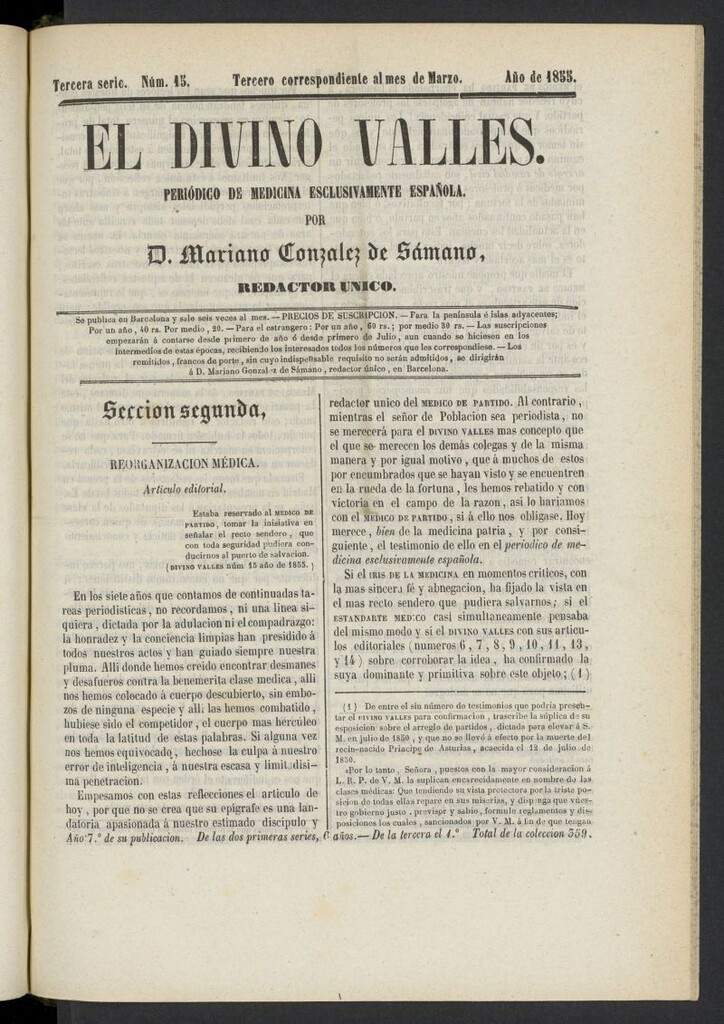 Tercera serie. Núm. 15. Tercero correspondiente al mes de Marzo. Año de 1855.
EL DIVINO VALLES.
PERIÓDICO DE MEDICINA ESCLUSIVAMENTE ESPAÑOLA.
POR
D. Mariano Gonzalez de Sámano,
REDACTOR UNICO.
Se publica en Barcelona y sale seis veces al mes. — PRECIOS DE SUSCRIPCION. — Para la península é islas adyacentes;
Por un año, 40 rs. Por medio, 20. — Para el estrangero: Por un año, 60 rs.; por medio 30 rs. — Las suscripciones
empezarán á contarse desde primero de año ó desde primero de Julio, aun cuando se hiciesen en los
intermedios de estas épocas, recibiendo los interesados todos los números que les correspondiese. — Los
remitidos, francos de porte, sin cuyo indispensable requisito no serán admitidos, se dirigirán
á D. Mariano Gonzalez de Sámano, redactor único, en Barcelona.
Seccion segunda,
REORGANIZACION MÉDICA.
Articulo editorial.
Estaba reservado al MEDICO DE
PARTIDO, tomar la inisiativa en
señalar el recto sendero, que
con toda seguridad pudiera con-
ducirnos al puerto de salvacion.
(DIVINO VALLES núm 15 año de 1855.)
En los siete años que contamos de continuadas ta-
reas periodisticas, no recordamos, ni una linea si-
quiera, dictada por la adulacion ni el compadrazgo:
la honradez y la conciencia limpias han presidido á
todos nuestros actos y han guiado siempre nuestra
pluma. Alli donde hemos creido encontrar desmanes
y desafueros contra la benemerita clase medica, alli
nos hemos colocado á cuerpo descubierto, sin embo-
zos de ninguna especie y alli las hemos combatido,
hubiese sido el competidor, el cuerpo mas herculeo
en toda la latitud de estas palabras. Si alguna vez
nos hemos equivocado, hechose la culpa á nuestro
error de inteligencia, á nuestra escasa y limitadisi-
ma penetracion.
Empesamos con estas reflecciones el articulo de
hoy, por que no se crea que su epígrafe es una lan-
datoria apasionada á nuestro estimado discipulo y
redactor unico del MEDICO DE PARTIDO. Al contrario,
mientras el señor de Poblacion sea periodista, no
se merecerá para el DIVINO VALLES mas concepto que
el que se merecen los demás colegas y de la misma
manera y por igual motivo, que á muchos de estos
por encumbrados que se hayan visto y se encuentren
en la rueda de la fortuna, les hemos rebatido y con
victoria en el campo de la razon, asi lo hariamos
con el MEDICO DE PARTIDO, si á ello nos obligase. Hoy
merece, bien de la medicina patria, y por consi-
guiente, el testimonio de ello en el periodico de me-
dicina esclusivamente española.
Si el IRIS DE LA MEDICINA en momentos criticos, con
la mas sincera fé y abnegacion, ha fijado la vista en
el mas recto sendero que pudiera salvarnos; si el
ESTANDARTE MEDICO casi simultaneamente pensaba
del mismo modo y si el DIVINO VALLES con sus articu-
los editoriales (numeros 6, 7, 8, 9, 10, 11, 13,
y 14) sobre corroborar la idea, ha confirmado la
suya dominante y primitiva sobre este objeto; (1)
(1) De entre el sin número de testimonios que podria presen-
tar el DIVINO VALLES para confirmacion, trascribe la súplica de su
esposicion sobre el arreglo de partidos, dictada para elevar á S.
M. en julio de 1850, y que no se llevó á efecto por la muerte del
recin-nacido Principe de Asturias, acaecida el 12 de julio de
1850.
«Por lo tanto, Señora, puestos con la mayor consideracion á
L. R. P. de V. M. la suplican encarecidamente en nombre de las
clases médicas: Que tendiendo su vista protectora por la triste po-
sicion de todas ellas repare en sus miserias, y disponga que vues-
tro gobierno justo, previsor y sabio, formule reglamentos y dis-
posiciones los cuales, sancionados por V. M. á fin de que tengan
Año 7.º de su publicacion. De las dos primeras series, 6 años.— De la tercera el 1.º Total de la coleccion 359.